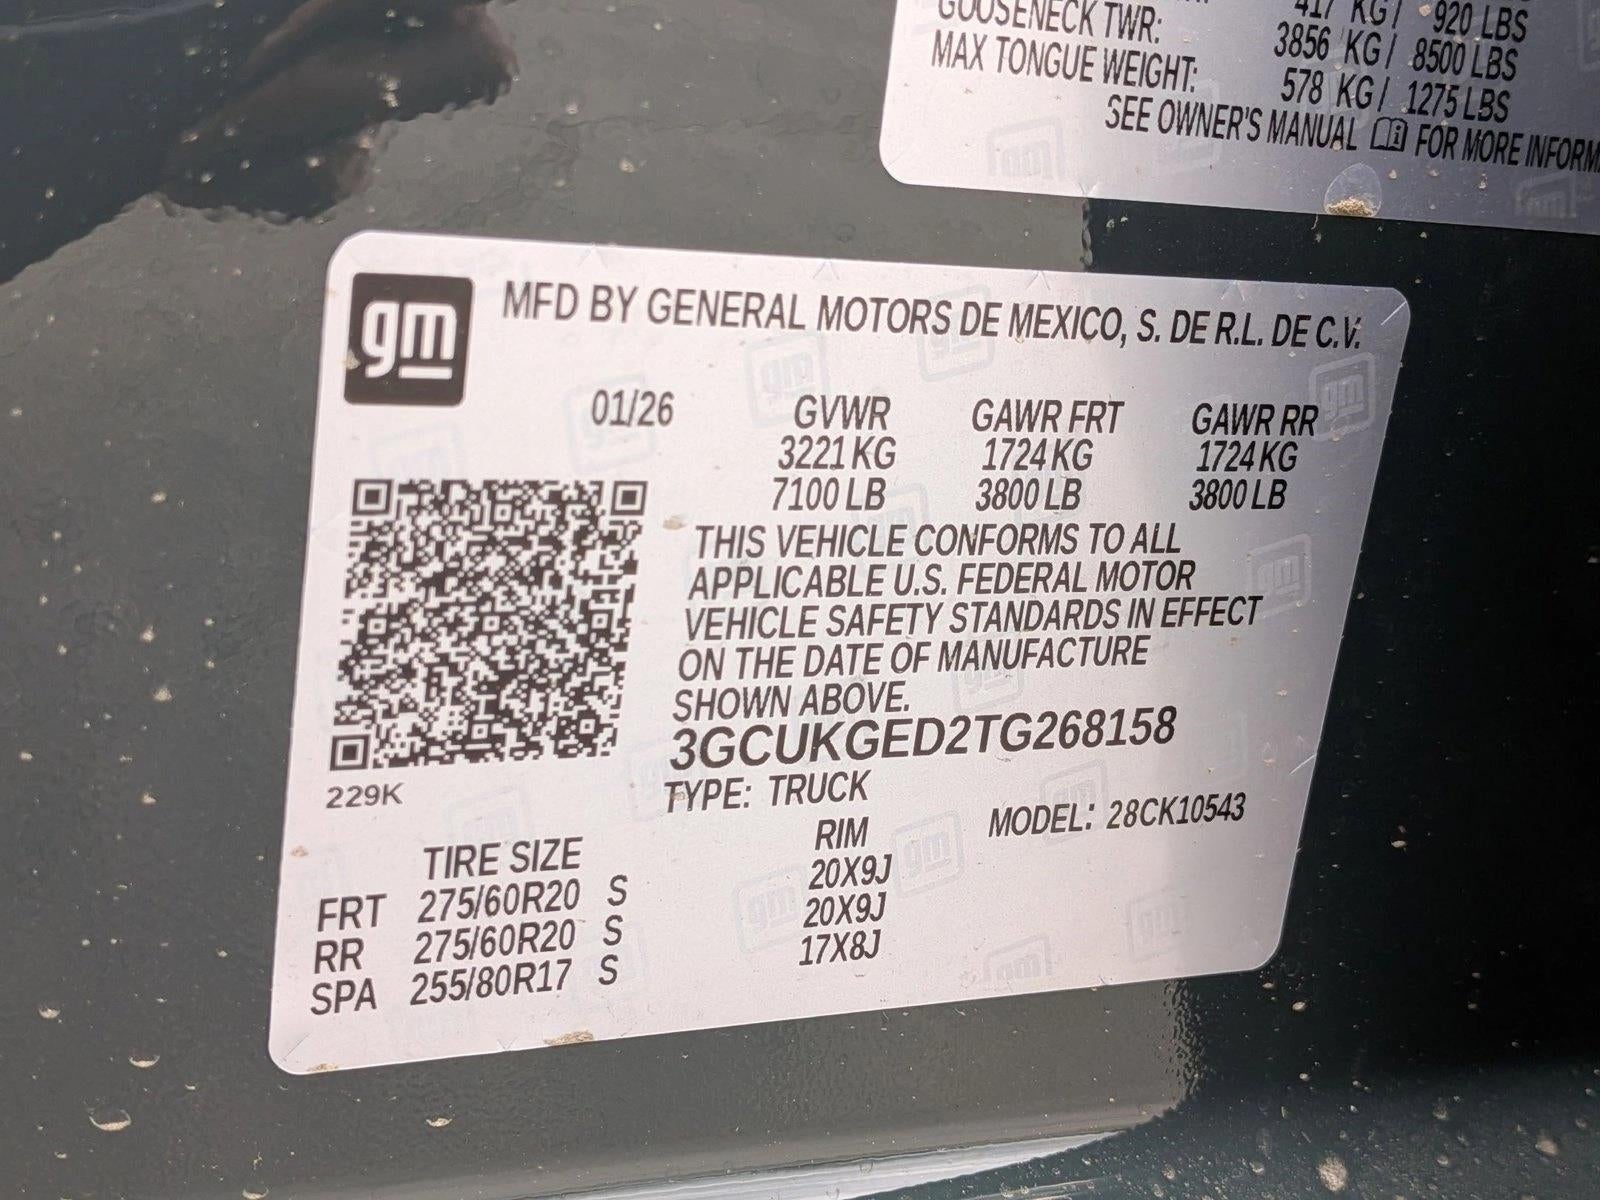 417 KG / 920 LBS
GOOSENECK TWR: 3856 KG / 8500 LBS
MAX TONGUE WEIGHT: 578 KG / 1275 LBS
SEE OWNER'S MANUAL FOR MORE
gm
MFD BY GENERAL MOTORS DE MEXICO, S. DE R.L. DE C.V.
01/26 GVWR GAWR FRT GAWR RR
3221 KG 1724 KG 1724 KG
7100 LB 3800 LB 3800 LB
THIS VEHICLE CONFORMS TO ALL
APPLICABLE U.S. FEDERAL MOTOR
VEHICLE SAFETY STANDARDS IN EFFECT
ON THE DATE OF MANUFACTURE
SHOWN ABOVE.
3GCUKGED2TG268158
229K
TYPE: TRUCK
MODEL: 28CK10543
TIRE SIZE RIM
FRT 275/60R20 S 20X9J
RR 275/60R20 S 20X9J
SPA 255/80R17 S 17X8J